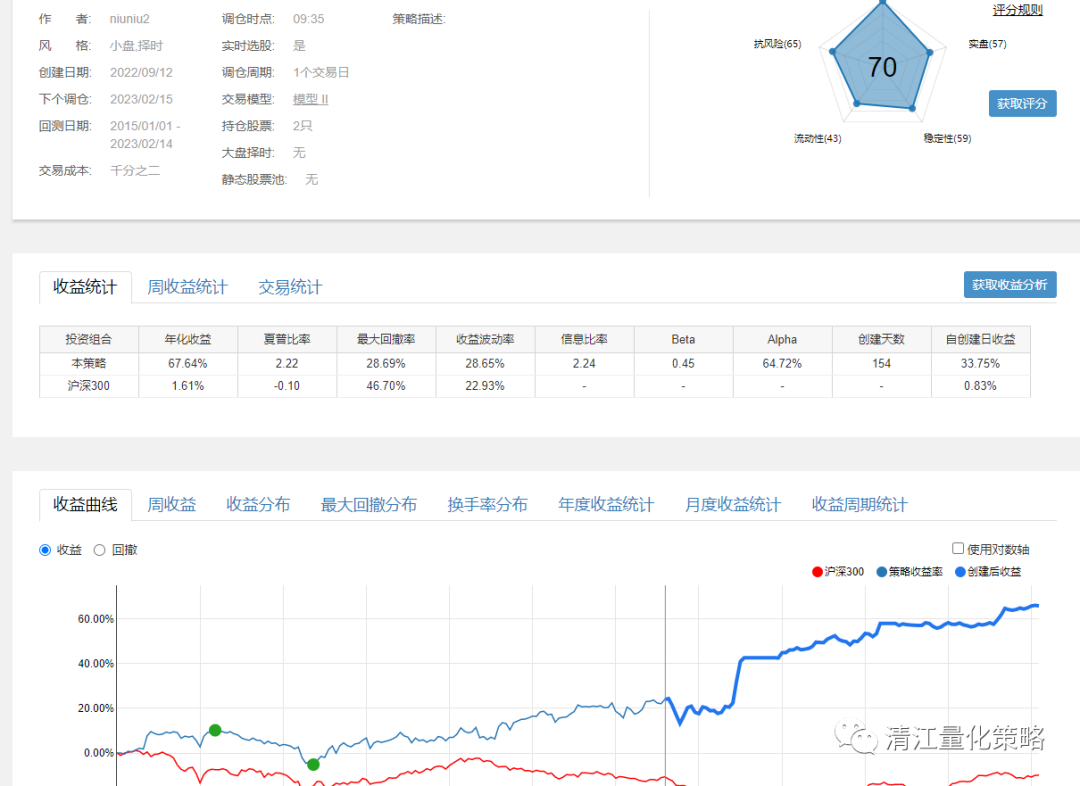 作 者: niuniu2 调仓时点: 09:35 策略描述: 评分规则
风 格: 小盘,择时 实时选股: 是 抗风险(65) 实盘(57)
创建日期: 2022/09/12 调仓周期: 1个交易日 70
下个调仓: 2023/02/15 交易模型: 模型 II 获取评分
回测日期: 2015/01/01 - 持仓股票: 2只
2023/02/14 大盘择时: 无 流动性(43) 稳定性(59)
交易成本: 千分之二 静态股票池: 无
收益统计 周收益统计 交易统计 获取收益分析
投资组合 年化收益 夏普比率 最大回撤率 收益波动率 信息比率 Beta Alpha 创建天数 自创建日收益
本策略 67.64% 2.22 28.69% 28.65% 2.24 0.45 64.72% 154 33.75%
沪深300 1.61% -0.10 46.70% 22.93% - - - - 0.83%
收益曲线 周收益 收益分布 最大回撤分布 换手率分布 年度收益统计 月度收益统计 收益周期统计
收益 回撤 使用对数轴
沪深300 策略收益率 创建后收益
60.00%
40.00%
20.00%
0.00%
清江量化策略